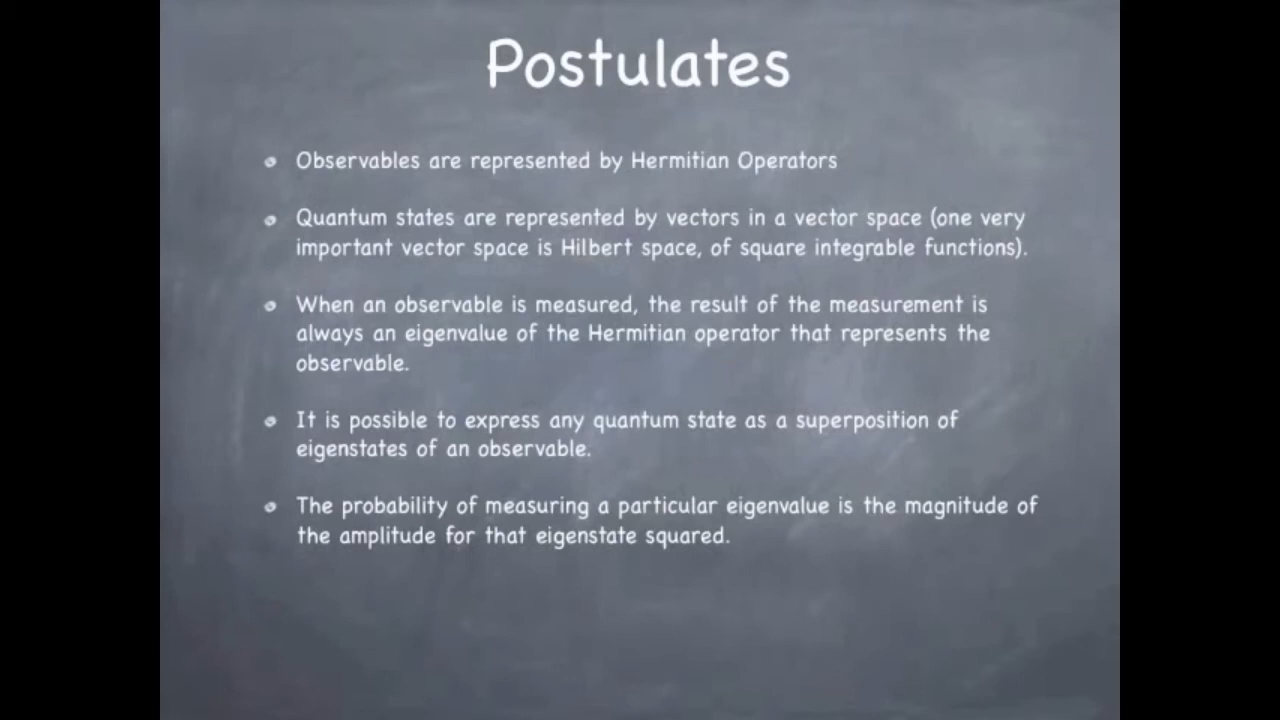 Postulates
Observables are represented by Hermitian Operators
Quantum states are represented by vectors in a vector space (one very
important vector space is Hilbert space, of square integrable functions).
When an observable is measured, the result of the measurement is
always an eigenvalue of the Hermitian operator that represents the
observable.
It is possible to express any quantum state as a superposition of
eigenstates of an observable.
The probability of measuring a particular eigenvalue is the magnitude of
the amplitude for that eigenstate squared.